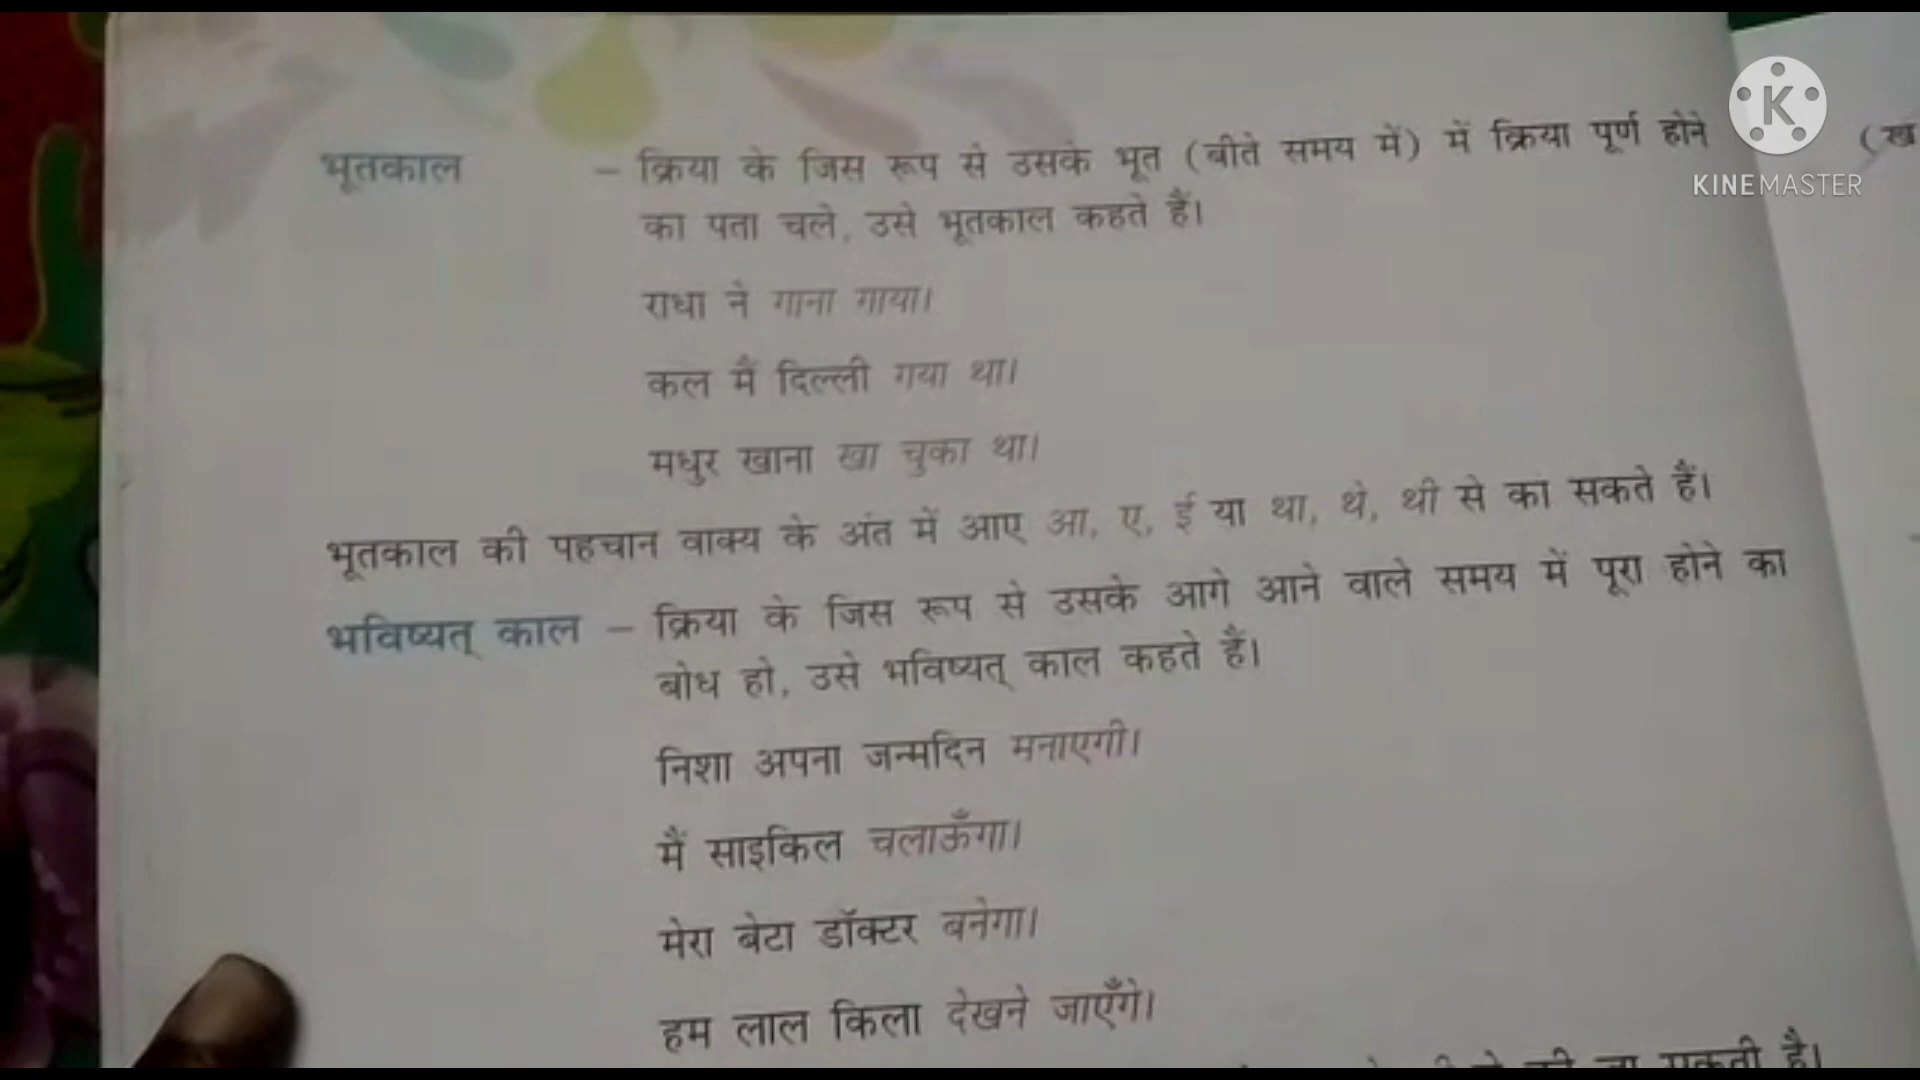 भूतकाल – क्रिया के जिस रूप से उसके भूत (बीते समय में) में क्रिया पूर्ण होने
का पता चले, उसे भूतकाल कहते हैं।
राधा ने गाना गाया।
कल मैं दिल्ली गया था।
मधुर खाना खा चुका था।
भूतकाल की पहचान वाक्य के अंत में आए आ, ए, ई या था, थे, थी से का सकते हैं।
भविष्यत् काल – क्रिया के जिस रूप से उसके आगे आने वाले समय में पूरा होने का
बोध हो, उसे भविष्यत् काल कहते हैं।
निशा अपना जन्मदिन मनाएगी।
मैं साइकिल चलाऊँगा।
मेरा बेटा डॉक्टर बनेगा।
हम लाल किला देखने जाएँगे।
सकती है।
(ख
K
KINEMASTER